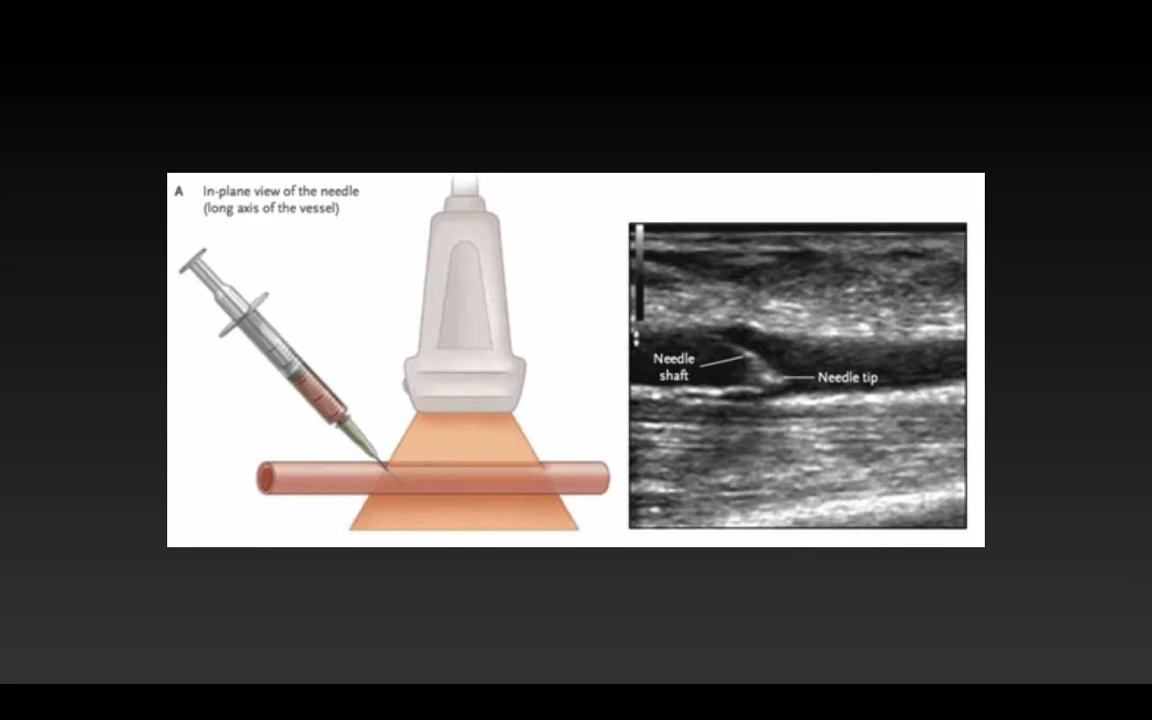 A In-plane view of the needle
(long axis of the vessel)
Needle
shaft
Needle tip